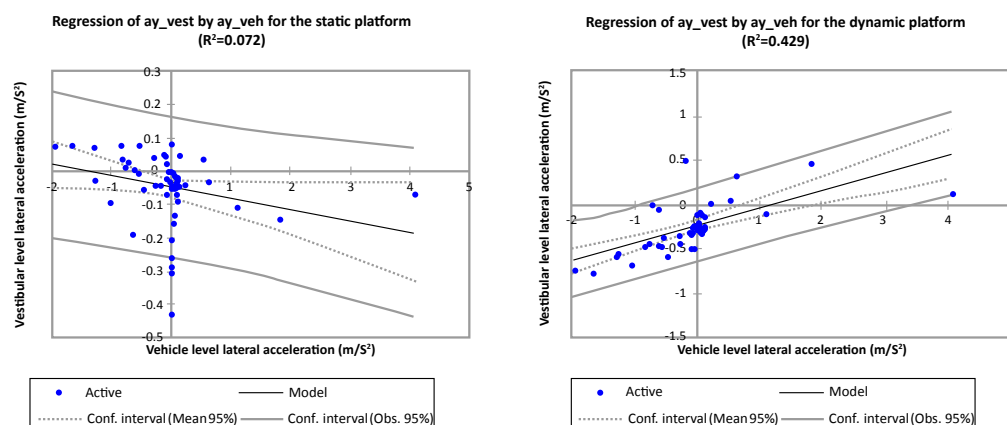 Regression of ay_vest by ay_veh for the static platform
(R²=0.072)
Vestibular level lateral acceleration (m/S²)
0.3
0.2
0.1
0
-0.1
-0.2
-0.3
-0.4
-0.5
-2 -1 0 1 2 3 4 5
Vehicle level lateral acceleration (m/S²)
Active Model
Conf. interval (Mean 95%) Conf. interval (Obs. 95%)
Regression of ay_vest by ay_veh for the dynamic platform
(R²=0.429)
Vestibular level lateral acceleration (m/S²)
1.5
1
0.5
0
-0.5
-1
-1.5
-2 -1 0 1 2 3 4 5
Vehicle level lateral acceleration (m/S²)
Active Model
Conf. interval (Mean 95%) Conf. interval (Obs. 95%)